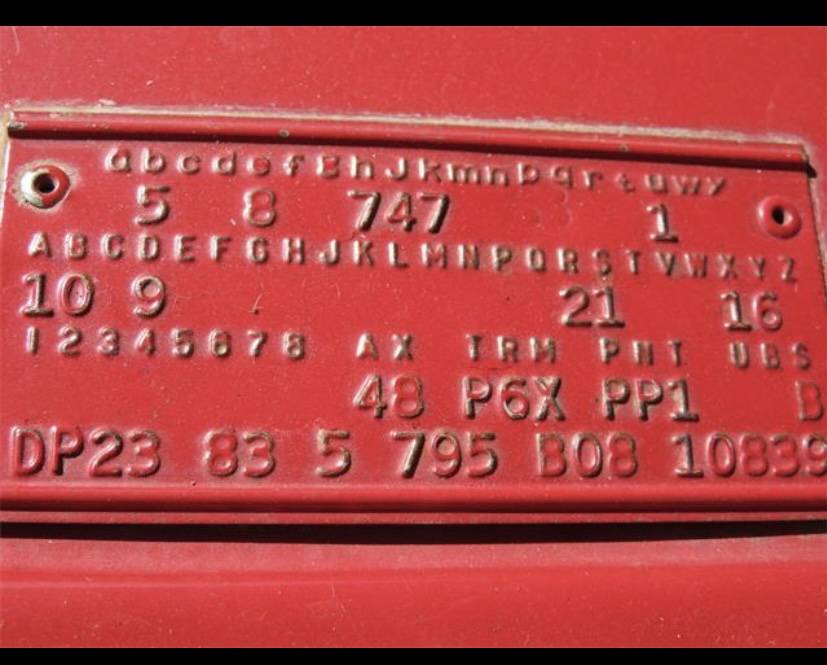 abcdefghJkmnpqrtuwy
5 8 747 1
ABCDEFGHJKLMNPQRSTVWXYZ
10 9 21 16
12345678 AX TRM PNT UBS
48 P6X PP1 B
DP23 83 5 795 B08 10839